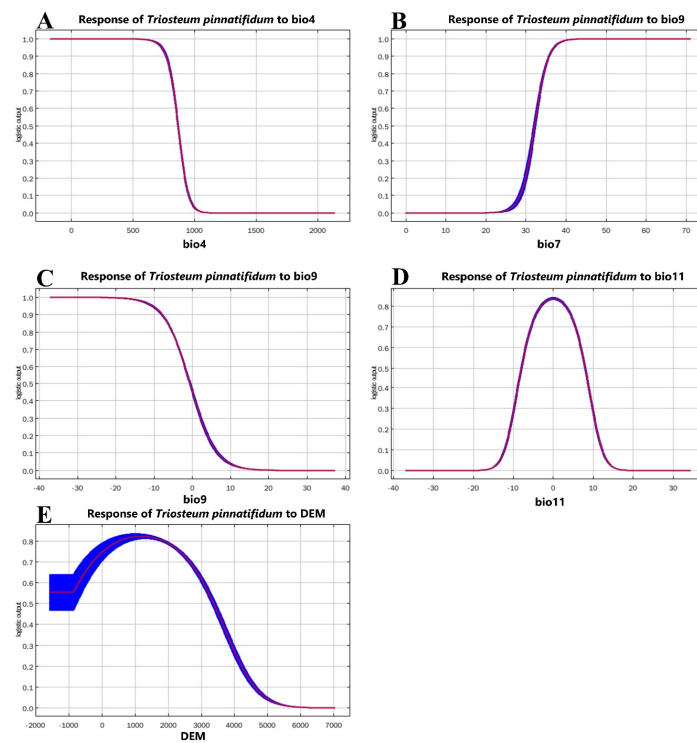 A Response of Triosteum pinnatifidum to bio4
1.0
0.9
0.8
0.7
0.6
0.5
0.4
0.3
0.2
0.1
0.0
logistic output
0 500 1000 1500 2000
bio4
B Response of Triosteum pinnatifidum to bio9
1.0
0.9
0.8
0.7
0.6
0.5
0.4
0.3
0.2
0.1
0.0
logistic output
0 10 20 30 40 50 60 70
bio7
C Response of Triosteum pinnatifidum to bio9
1.0
0.9
0.8
0.7
0.6
0.5
0.4
0.3
0.2
0.1
0.0
logistic output
-40 -30 -20 -10 0 10 20 30 40
bio9
D Response of Triosteum pinnatifidum to bio11
0.8
0.7
0.6
0.5
0.4
0.3
0.2
0.1
0.0
logistic output
-40 -30 -20 -10 0 10 20 30
bio11
E Response of Triosteum pinnatifidum to DEM
0.8
0.7
0.6
0.5
0.4
0.3
0.2
0.1
0.0
logistic output
-2000 -1000 0 1000 2000 3000 4000 5000 6000 7000
DEM